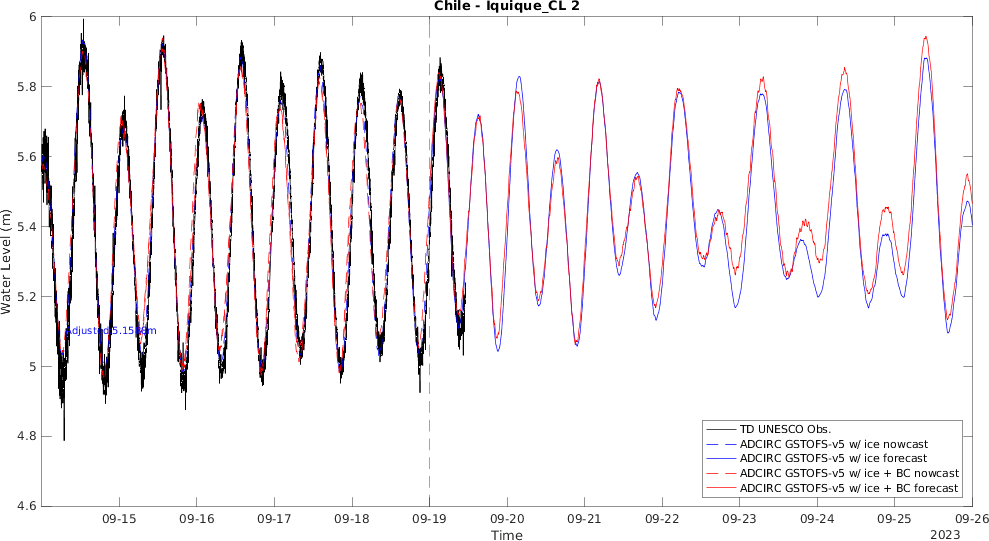 Chile - Iquique_CL 2
Water Level (m)
6
5.8
5.6
5.4
5.2
5
4.8
4.6
09-15
09-16
09-17
09-18
09-19
09-20
09-21
09-22
09-23
09-24
09-25
09-26
Time
2023
TD UNESCO Obs.
ADCIRC GSTOFS-v5 w/ ice nowcast
ADCIRC GSTOFS-v5 w/ ice forecast
ADCIRC GSTOFS-v5 w/ ice + BC nowcast
ADCIRC GSTOFS-v5 w/ ice + BC forecast